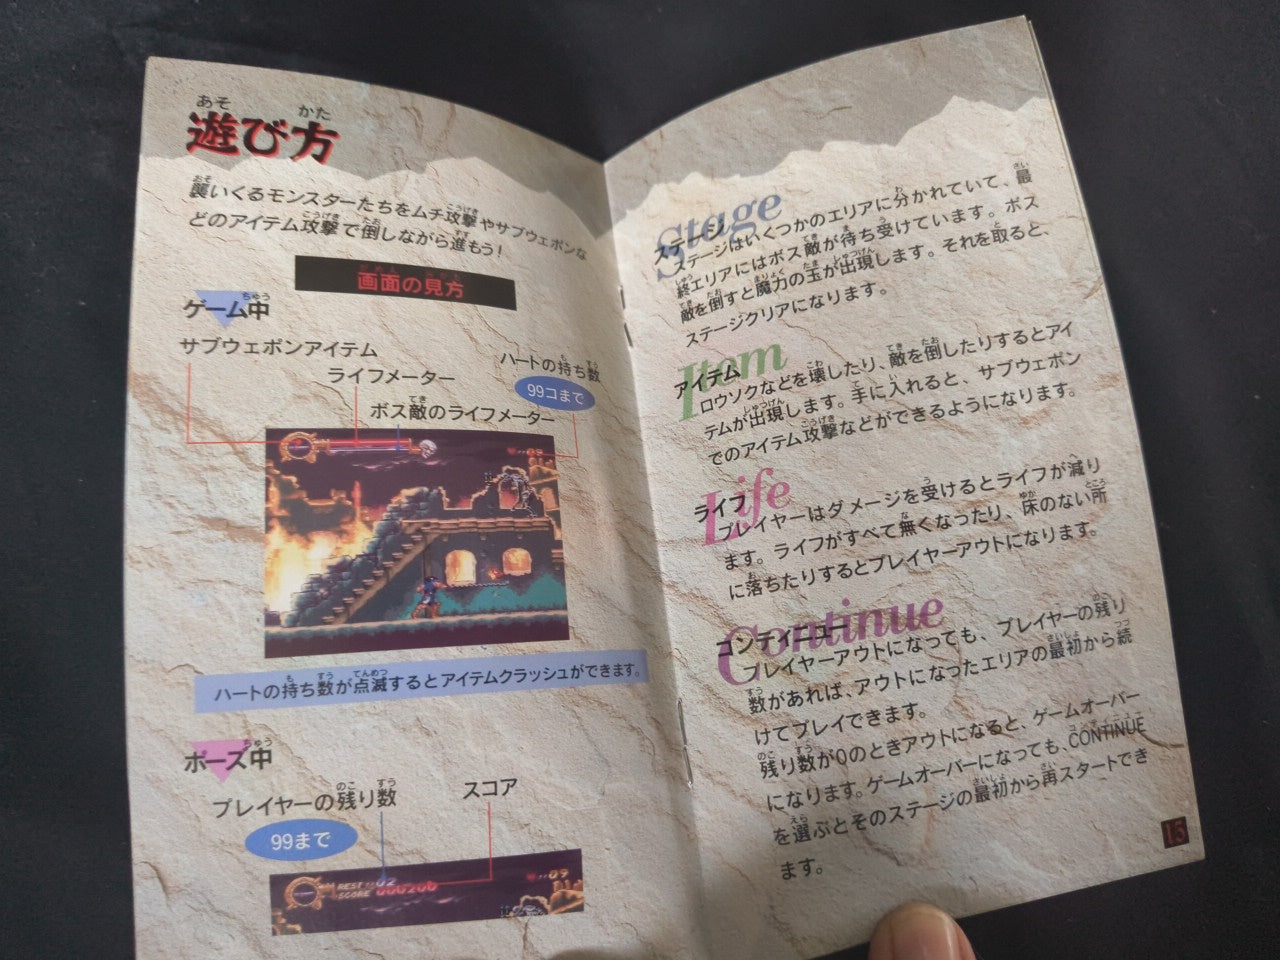 遊び方
襲いくるモンスターたちをムチ攻撃やサブウェポンな
どのアイテム攻撃で倒しながら進もう!
画面の見方
ゲーム中
サブウェポンアイテム
ライフメーター
ボス敵のライフメーター
ハートの持ち数
99コまで
ハートの持ち数が点滅するとアイテムクラッシュができます。
ポーズ中
プレイヤーの残り数
99まで
スコア
REST 02
SCORE 000200
09
Stage
ステージ
ステージはいくつかのエリアに分かれていて、最
終エリアにはボス敵が待ち受けています。ボス
敵を倒すと魔力の玉が出現します。それを取ると、
ステージクリアになります。
Item
アイテム
ロウソクなどを壊したり、敵を倒したりするとアイ
テムが出現します。手に入れると、サブウェポン
でのアイテム攻撃などができるようになります。
Life
ライフ
プレイヤーはダメージを受けるとライフが減り
ます。ライフがすべて無くなったり、床のない所
に落ちたりするとプレイヤーアウトになります。
Continue
コンティニュー
プレイヤーアウトになっても、プレイヤーの残り
数があれば、アウトになったエリアの最初から続
けてプレイできます。
残り数が0のときアウトになると、ゲームオーバー
になります。ゲームオーバーになっても、CONTINUE
を選ぶとそのステージの最初から再スタートでき
ます。
15